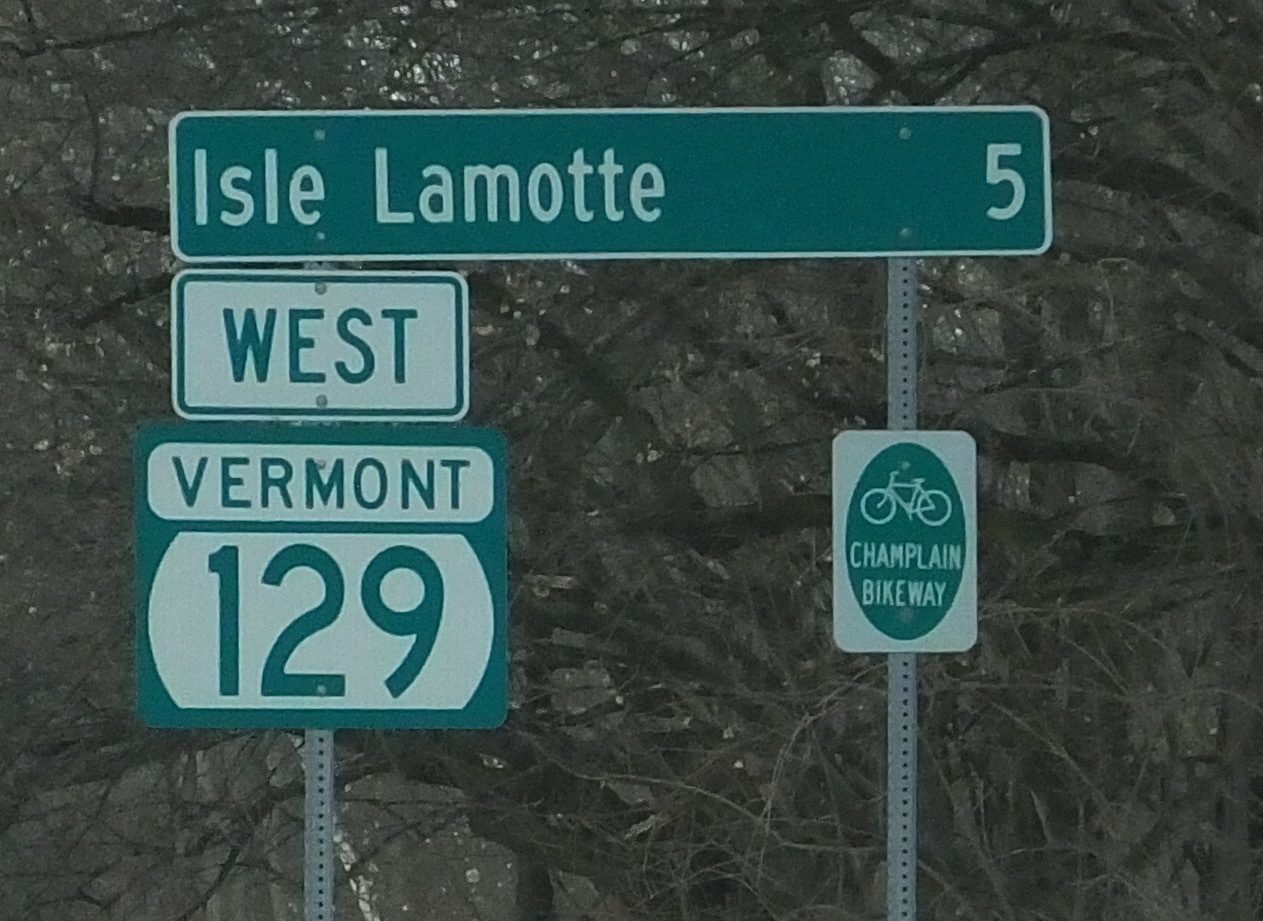 Isle Lamotte 5
WEST
VERMONT
129
CHAMPLAIN
BIKEWAY